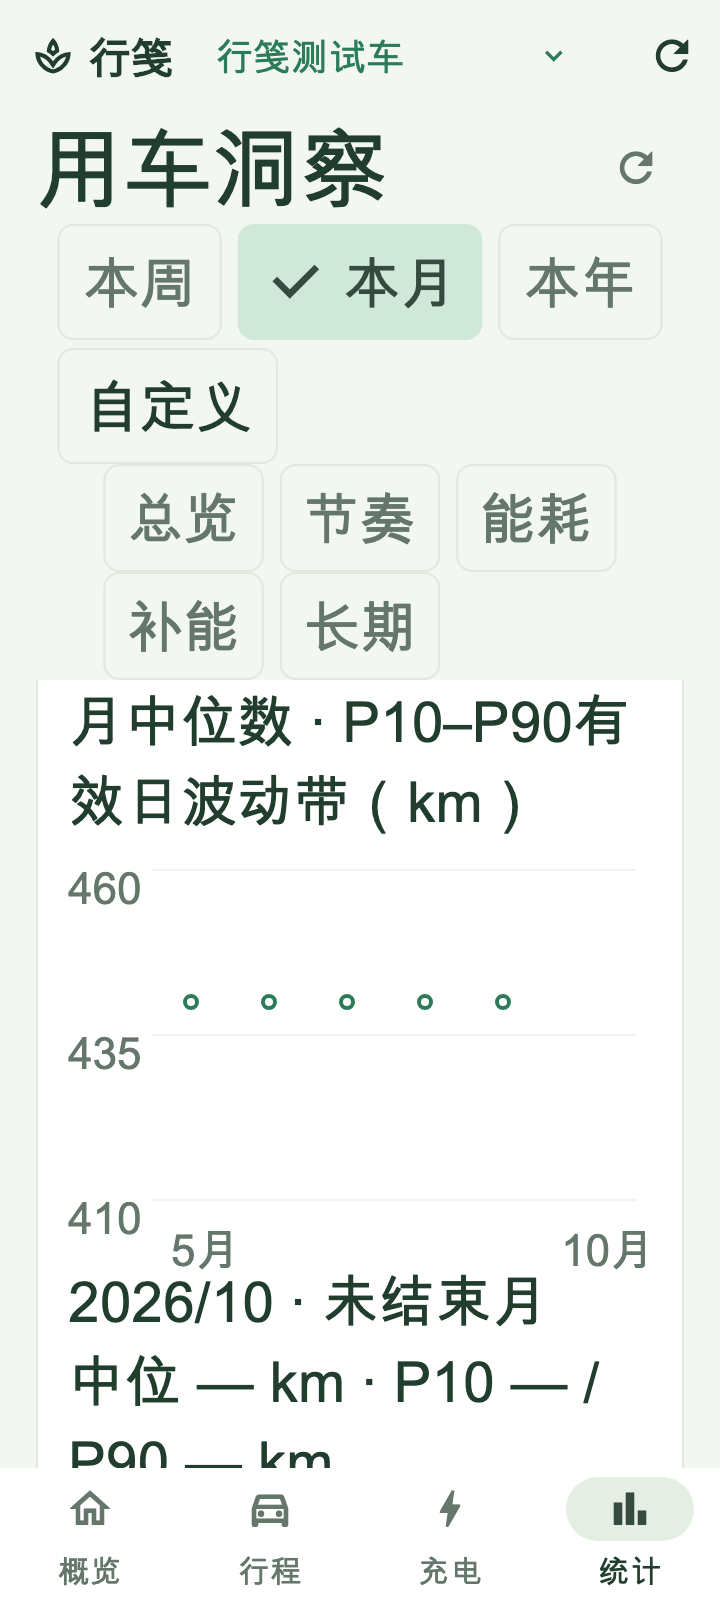 行笺 行笺测试车
用车洞察
本周 本月 本年
自定义
总览 节奏 能耗
补能 长期
月中位数 · P10–P90有
效日波动带（km）
460
435
410
5月 10月
2026/10 · 未结束月
中位 — km · P10 — /
P90 — km
概览 行程 充电 统计